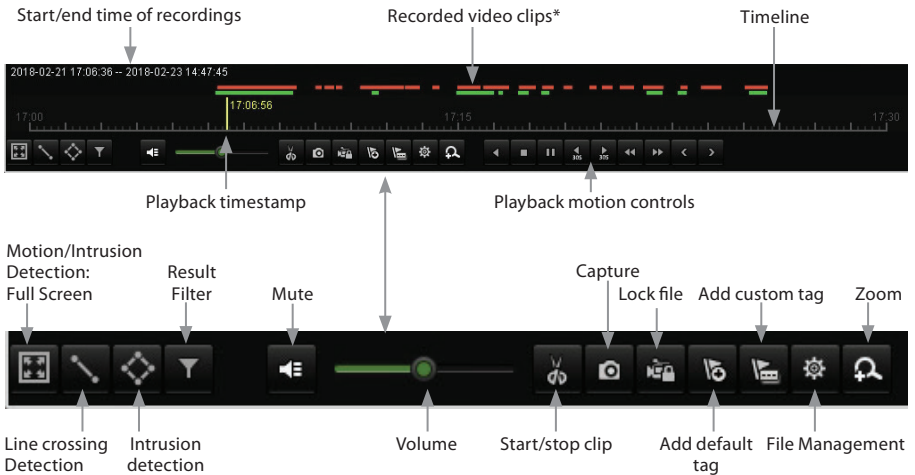 Start/end time of recordings
Recorded video clips*
Timeline
2018-02-21 17:06:36 -- 2018-02-23 14:47:45
17:06:56
17:00
17:15
17:30
30S
30S
Playback timestamp
Playback motion controls
Motion/Intrusion
Detection:
Full Screen
Result
Filter
Mute
Capture
Lock file
Add custom tag
Zoom
Line crossing
Detection
Intrusion
detection
Volume
Start/stop clip
Add default
tag
File Management